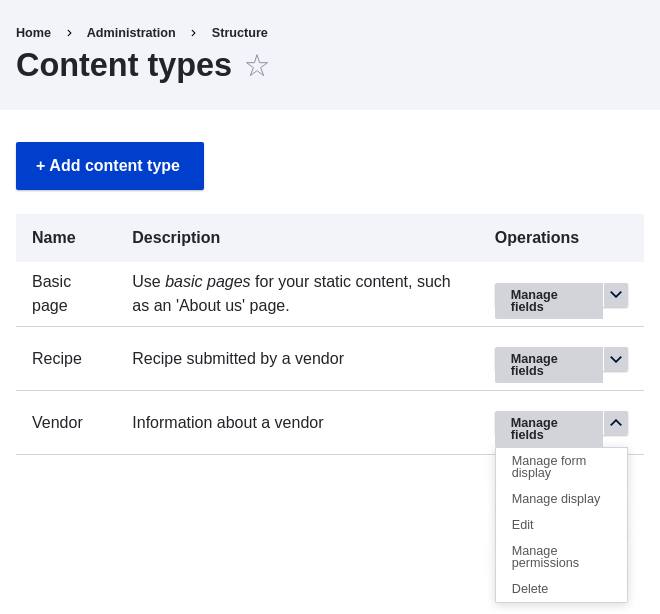 Home > Administration > Structure
Content types
+ Add content type
Name Description Operations
Basic page
Use basic pages for your static content, such
as an 'About us' page.
Manage fields
Recipe Recipe submitted by a vendor
Manage fields
Vendor Information about a vendor
Manage fields
Manage form
display
Manage display
Edit
Manage
permissions
Delete